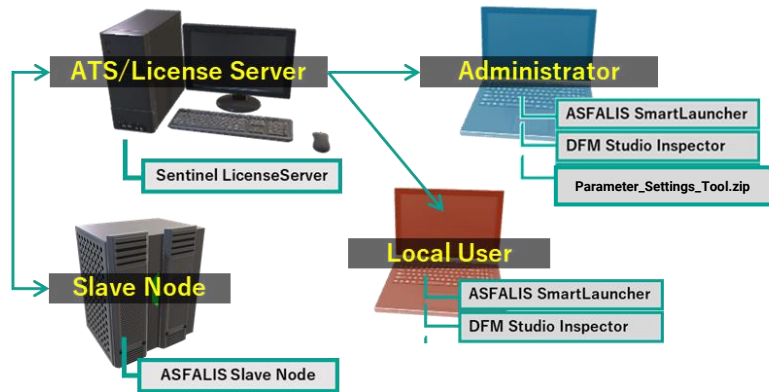 ATS/License Server
Administrator
ASFALIS SmartLauncher
DFM Studio Inspector
Parameter_Settings_Tool.zip
Sentinel LicenseServer
Local User
ASFALIS SmartLauncher
DFM Studio Inspector
Slave Node
ASFALIS Slave Node